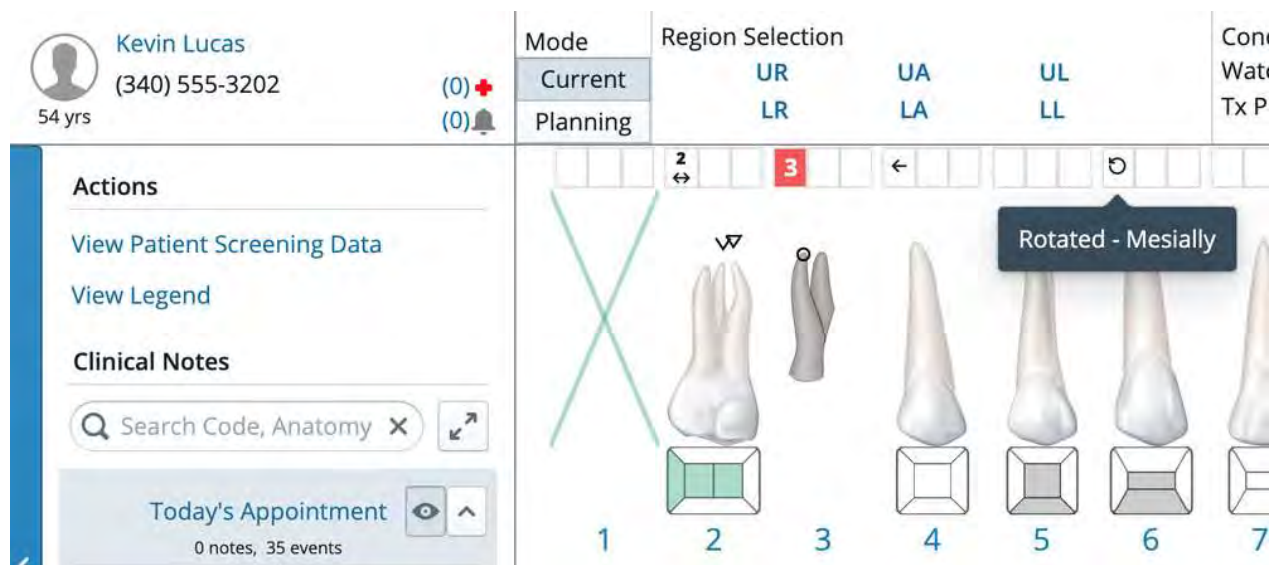 Kevin Lucas
(340) 555-3202
54 yrs
(0)
(0)
Mode
Current
Planning
Region Selection
UR UA UL
LR LA LL
Tx P
Actions
View Patient Screening Data
View Legend
Clinical Notes
Search Code, Anatomy
Today's Appointment
0 notes, 35 events
2
3
Rotated - Mesially
1 2 3 4 5 6 7